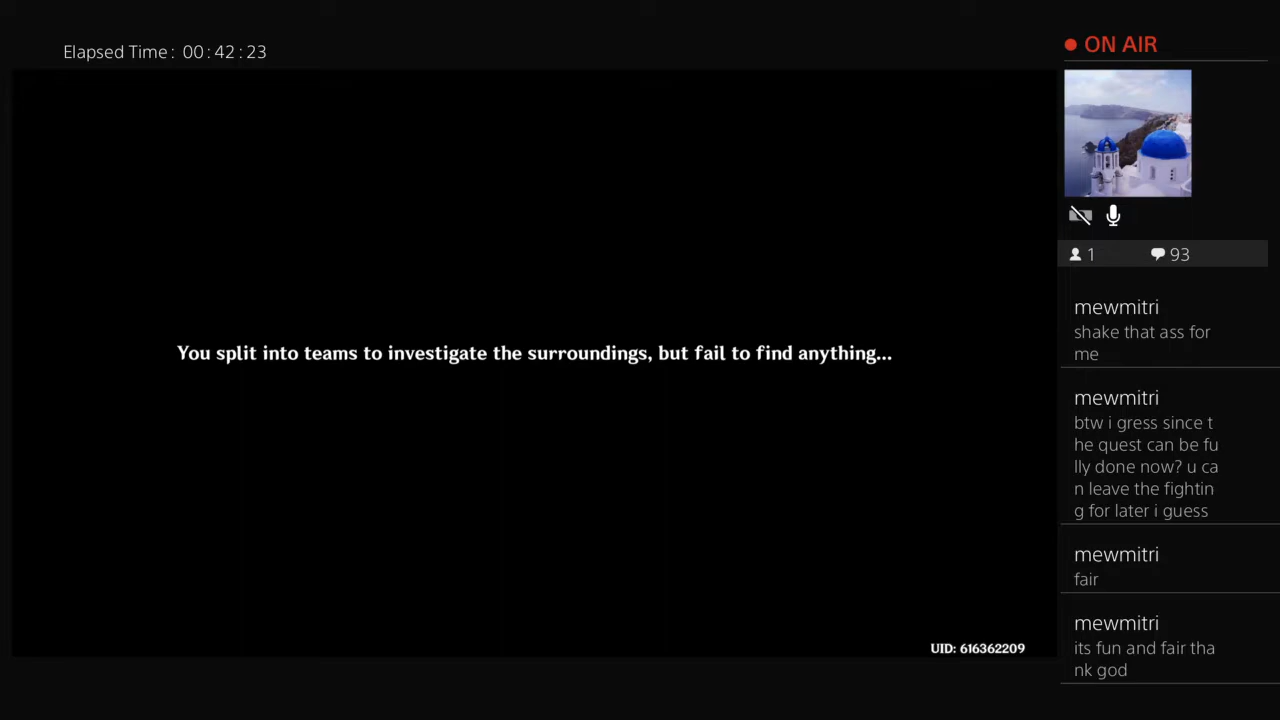 Elapsed Time: 00:42:23
ON AIR
1 93
You split into teams to investigate the surroundings, but fail to find anything...
UID: 616362209
mewmitri
shake that ass for
me
mewmitri
btw i gress since t
he quest can be fu
lly done now? u ca
n leave the fightin
g for later i guess
mewmitri
fair
mewmitri
its fun and fair tha
nk god